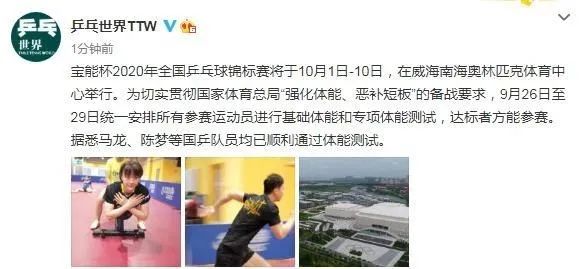 乒乓世界TTW
1分钟前
乒乓
世界
TABLE TENNIS WORLD
宝能杯2020年全国乒乓球锦标赛将于10月1日-10日，在威海南海奥林匹克体育中
心举行。为切实贯彻国家体育总局“强化体能、恶补短板”的备战要求，9月26日至
29日统一安排所有参赛运动员进行基础体能和专项体能测试，达标者方能参赛。
据悉马龙、陈梦等国乒队员均已顺利通过体能测试。